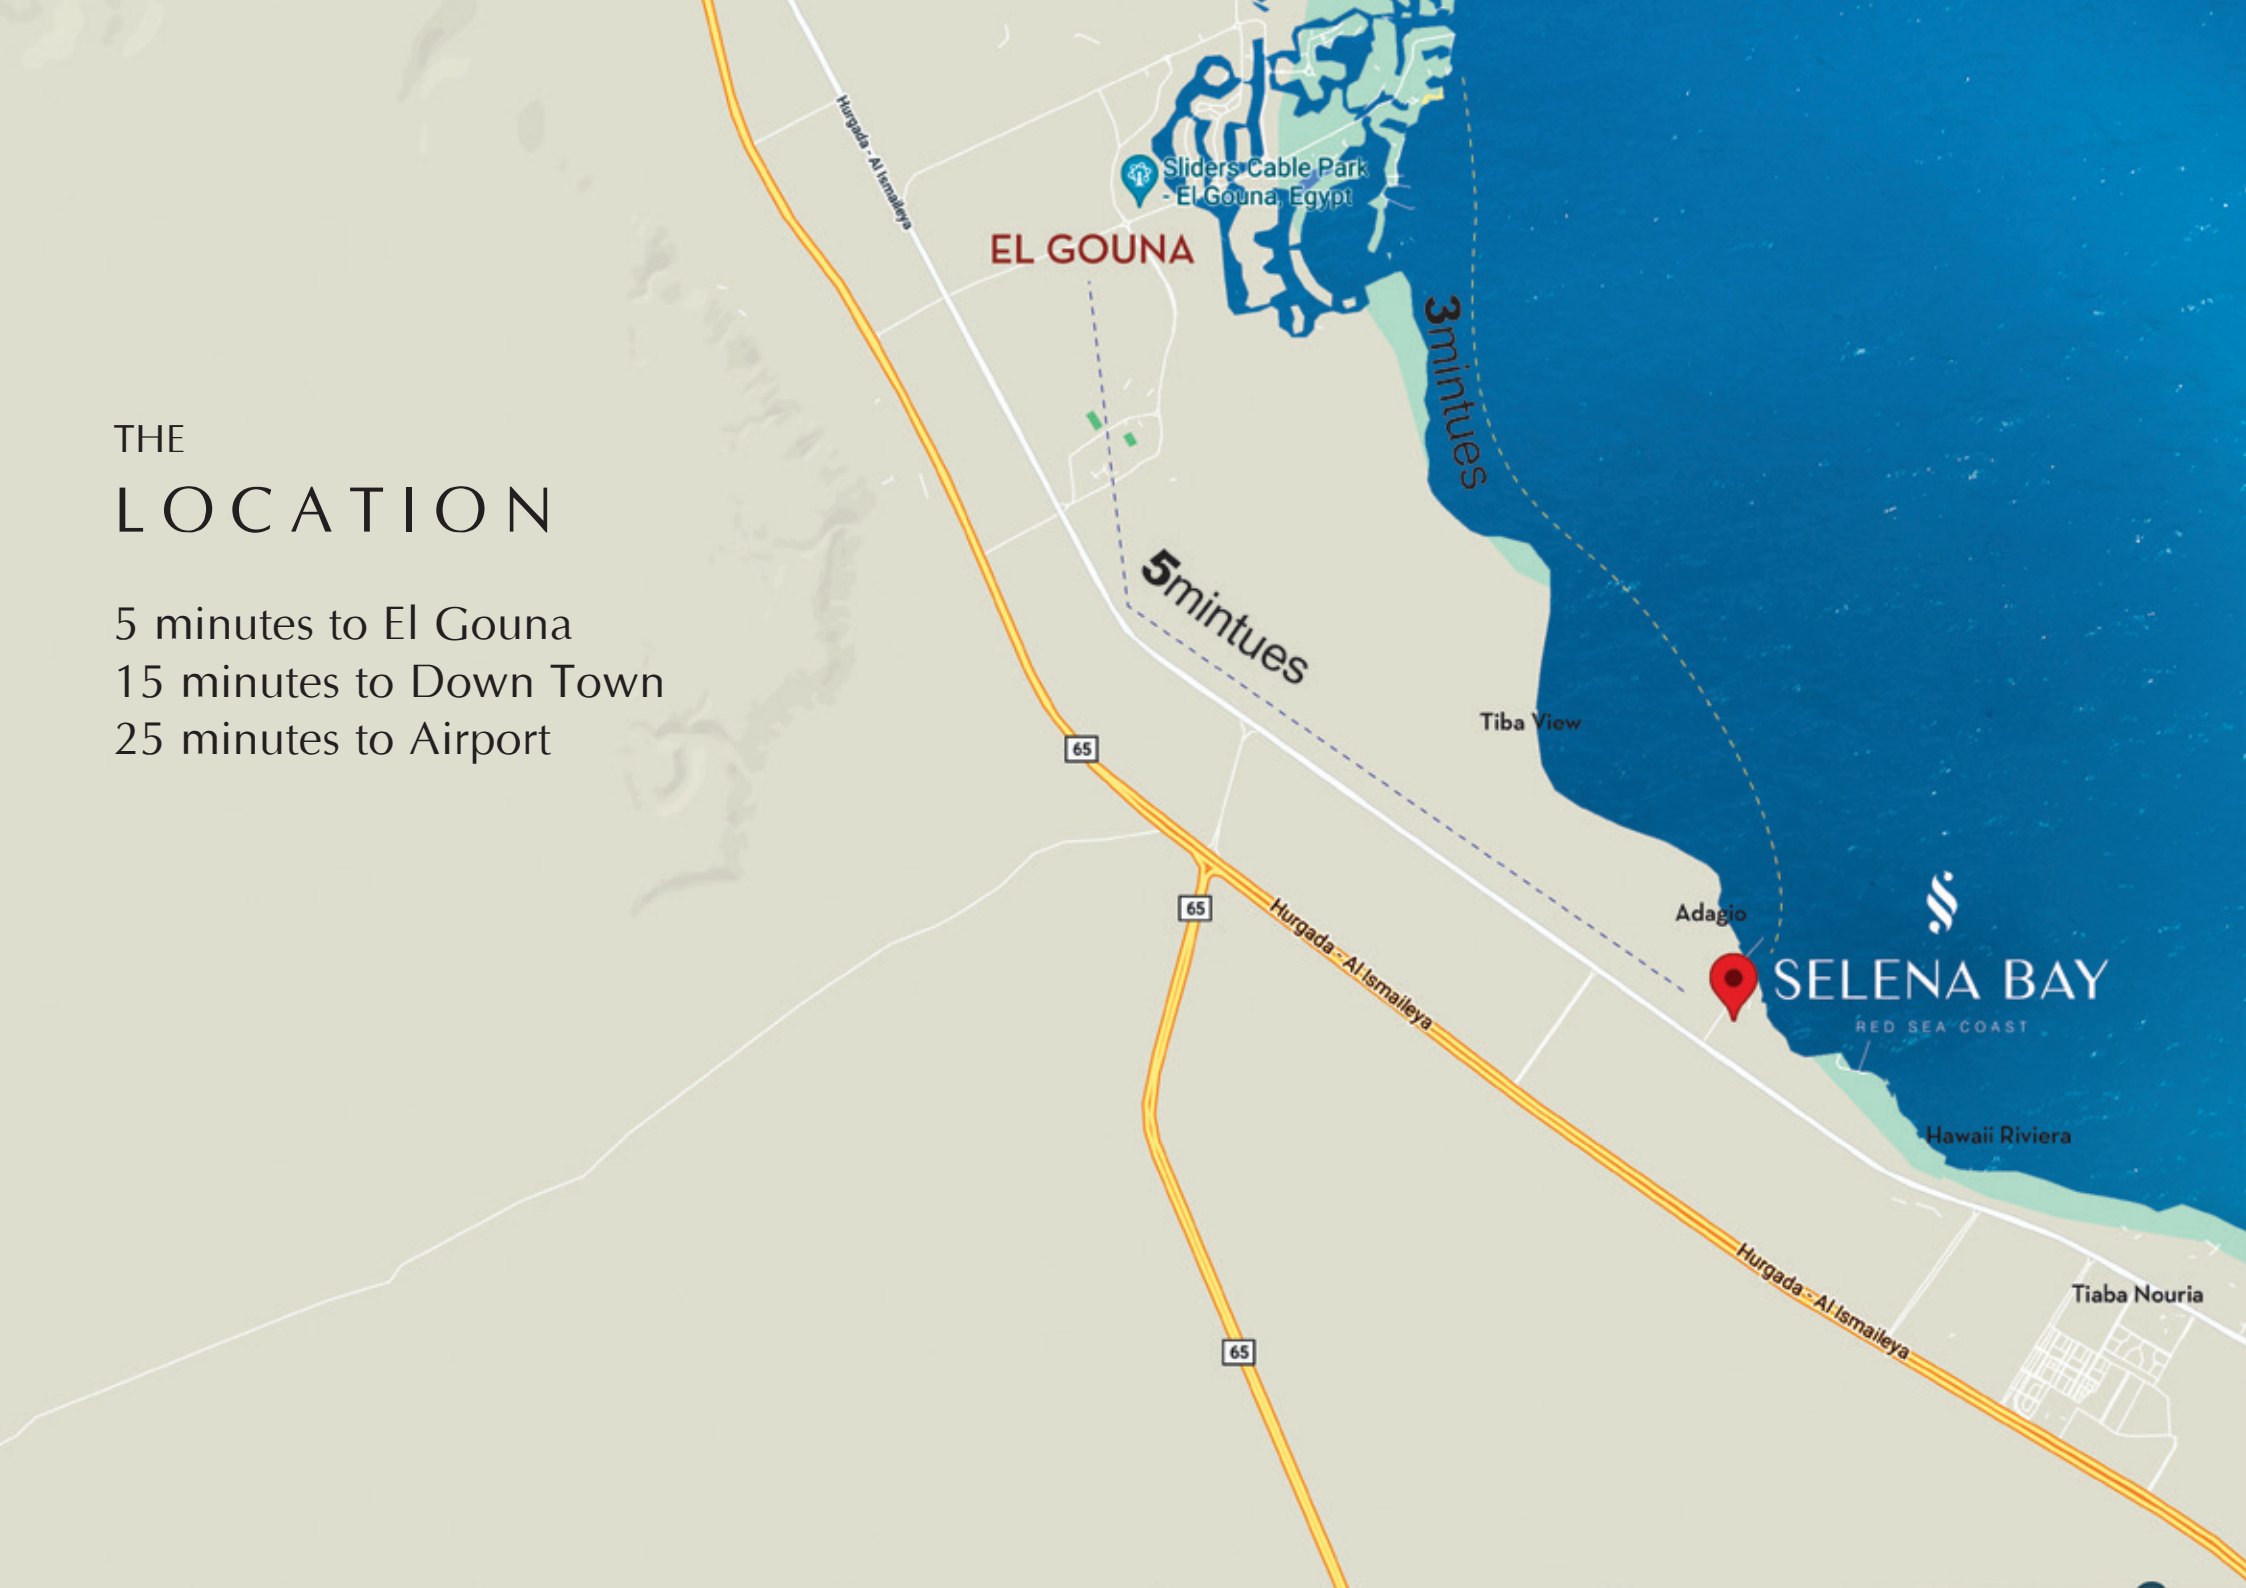 THE
LOCATION
5 minutes to El Gouna
15 minutes to Down Town
25 minutes to Airport
Hurgada - Al Ismaileya
Sliders Cable Park
- El Gouna, Egypt
EL GOUNA
3mintues
5mintues
Tiba View
65
65
Hurgada - Al Ismaileya
Adagio
SELENA BAY
RED SEA COAST
Hawaii Riviera
Hurgada - Al Ismaileya
Tiaba Nouria
65